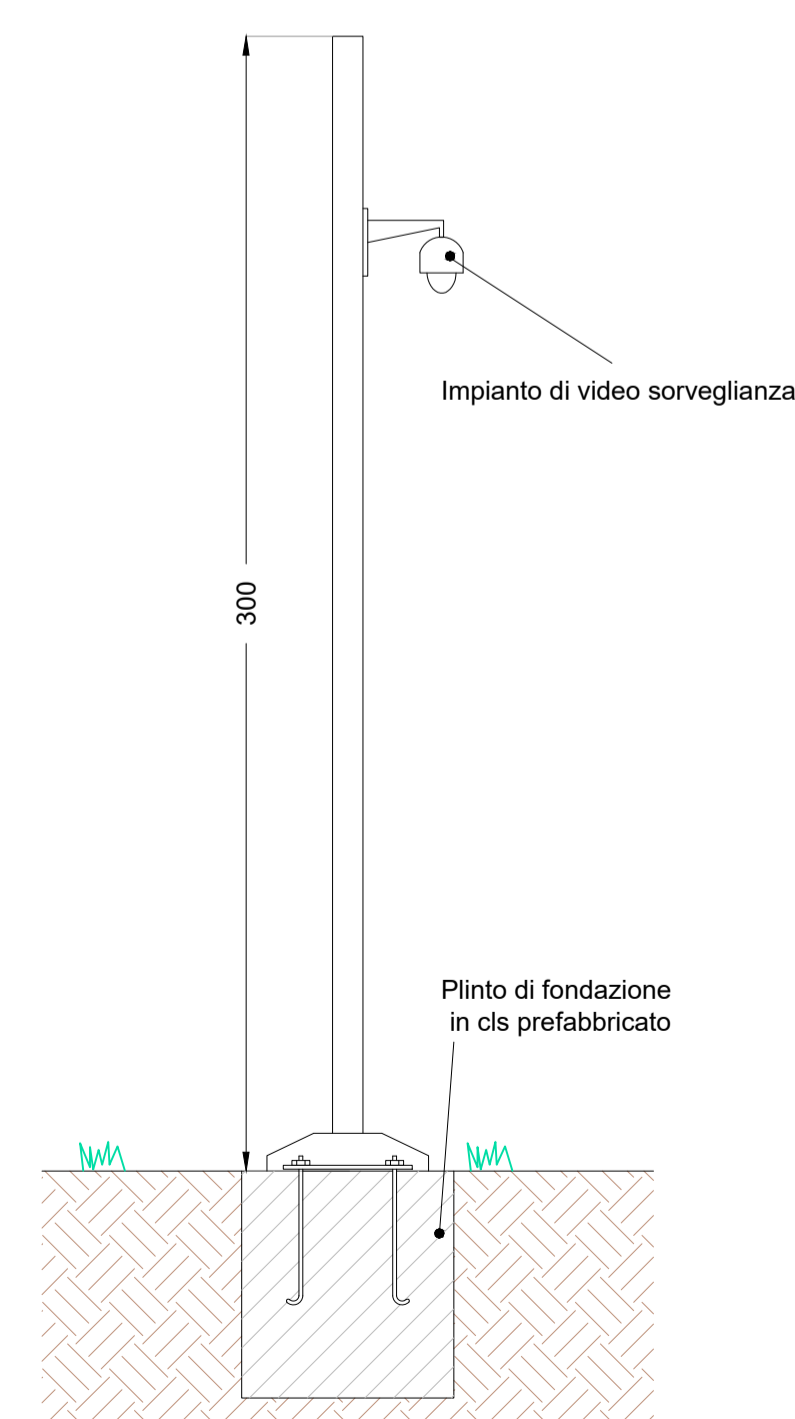 Impianto di video sorveglianza
300
Plinto di fondazione
in cls prefabbricato